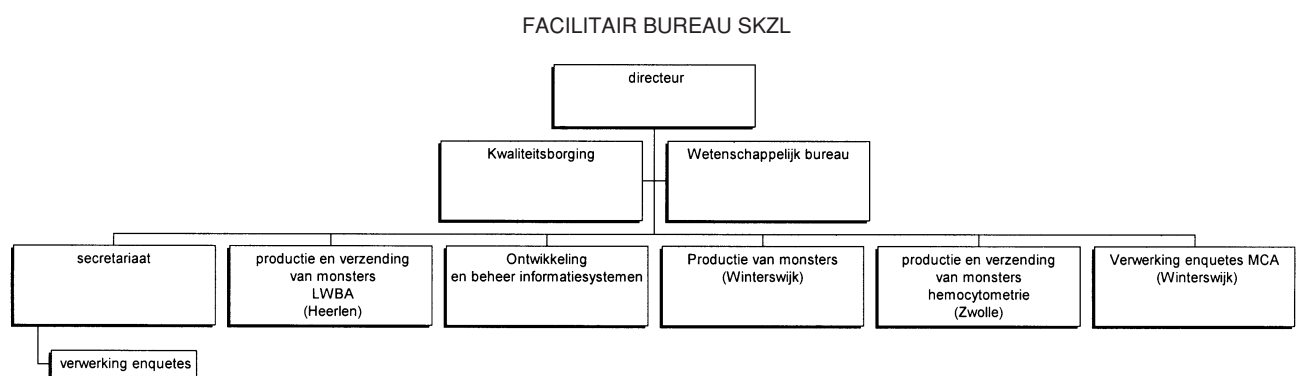 FACILITAIR BUREAU SKZL
directeur
Kwaliteitsborging
Wetenschappelijk bureau
secretariaat
productie en verzending
van monsters
LWBA
(Heerlen)
Ontwikkeling
en beheer informatiesystemen
Productie van monsters
(Winterswijk)
productie en verzending
van monsters
hemocytometrie
(Zwolle)
Verwerking enquetes MCA
(Winterswijk)
verwerking enquetes